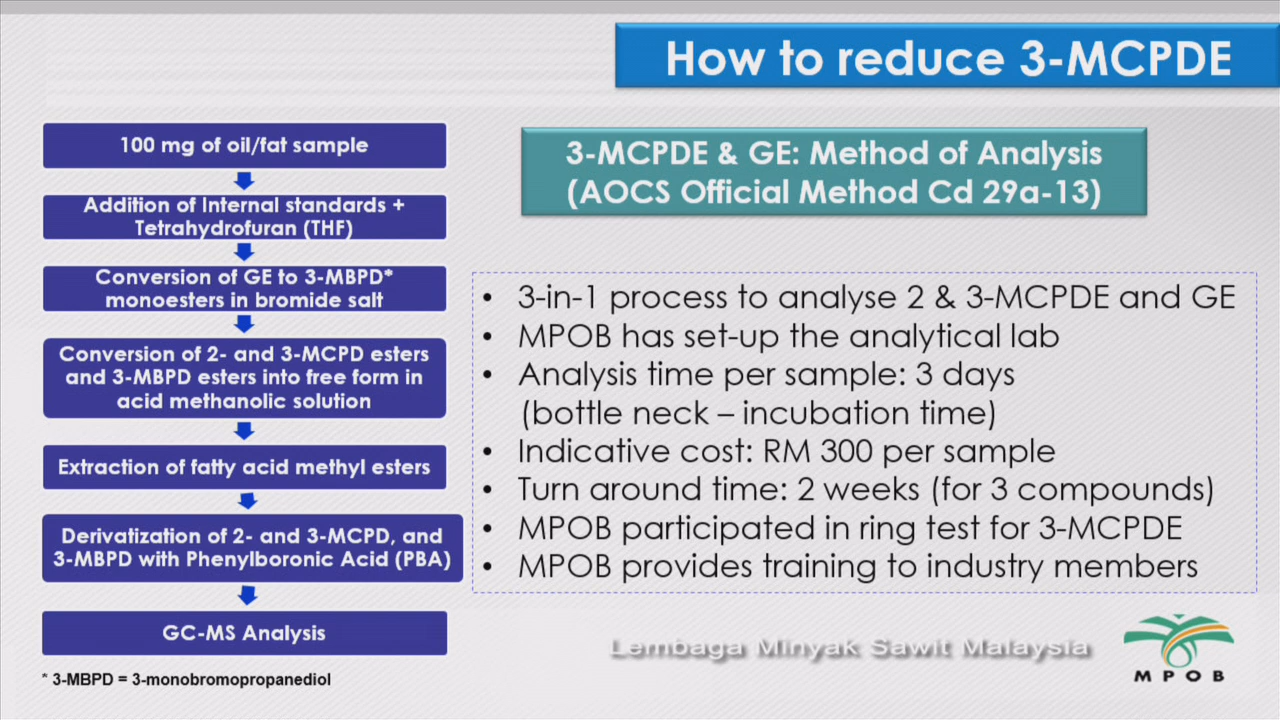 How to reduce 3-MCPDE
100 mg of oil/fat sample
Addition of Internal standards +
Tetrahydrofuran (THF)
Conversion of GE to 3-MBPD*
monoesters in bromide salt
Conversion of 2- and 3-MCPD esters
and 3-MBPD esters into free form in
acid methanolic solution
Extraction of fatty acid methyl esters
Derivatization of 2- and 3-MCPD, and
3-MBPD with Phenylboronic Acid (PBA)
GC-MS Analysis
* 3-MBPD = 3-monobromopropanediol
3-MCPDE & GE: Method of Analysis
(AOCS Official Method Cd 29a-13)
• 3-in-1 process to analyse 2 & 3-MCPDE and GE
• MPOB has set-up the analytical lab
• Analysis time per sample: 3 days
(bottle neck – incubation time)
• Indicative cost: RM 300 per sample
• Turn around time: 2 weeks (for 3 compounds)
• MPOB participated in ring test for 3-MCPDE
• MPOB provides training to industry members
Lembaga Minyak Sawit Malaysia
MPOB